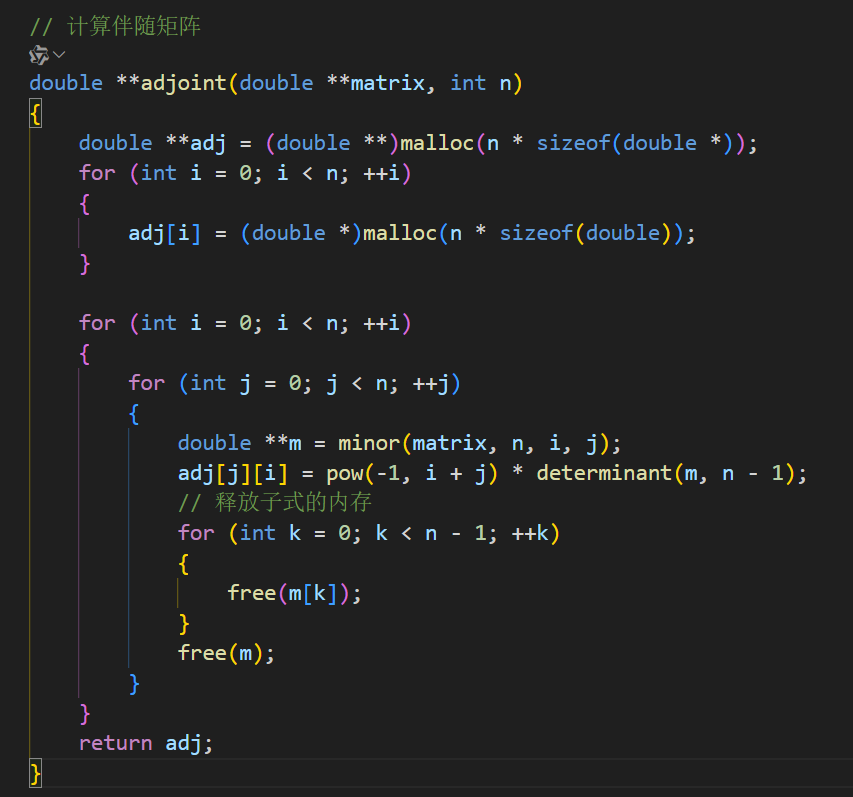 // 计算伴随矩阵
double **adjoint(double **matrix, int n)
{
    double **adj = (double **)malloc(n * sizeof(double *));
    for (int i = 0; i < n; ++i)
    {
        adj[i] = (double *)malloc(n * sizeof(double));
    }

    for (int i = 0; i < n; ++i)
    {
        for (int j = 0; j < n; ++j)
        {
            double **m = minor(matrix, n, i, j);
            adj[j][i] = pow(-1, i + j) * determinant(m, n - 1);
            // 释放子式的内存
            for (int k = 0; k < n - 1; ++k)
            {
                free(m[k]);
            }
            free(m);
        }
    }
    return adj;
}